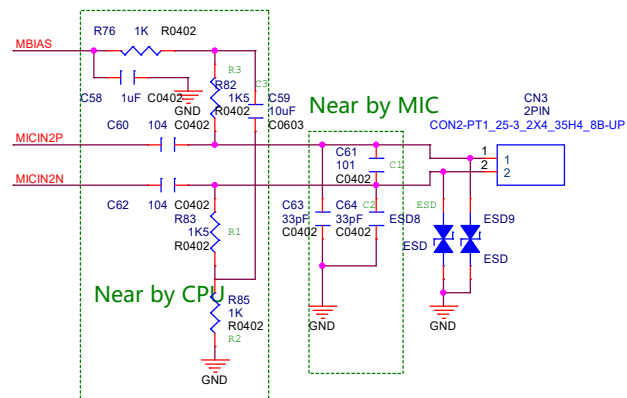 R76 1K R0402
MBIAS
R3 C3
C58 1uF C0402
R82
1K5
R0402
C59
10uF
C0603
GND
Near by MIC
CN3
2PIN
CON2-PT1_25-3_2X4_35H4_8B-UP
C60 104 C0402
MICIN2P
C61
101
C0402
C1
1
2
1
2
MICIN2N
C62 104 C0402
R83
1K5
R0402
R1
C63
33pF
C0402
C64
33pF
C0402
C2
ESD8
ESD
ESD9
ESD
ESD
Near by CPU
R85
1K
R0402
R2
GND
GND
GND